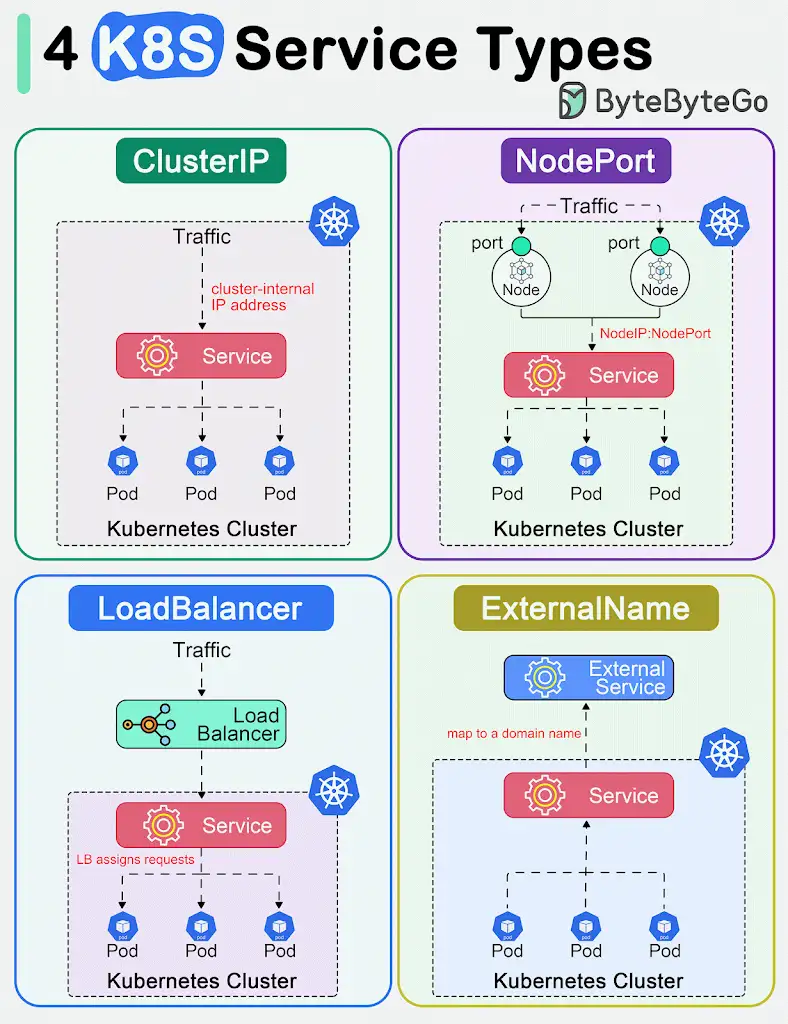 4 K8S Service Types
ByteByteGo
ClusterIP
Traffic
cluster-internal
IP address
Service
pod
pod
pod
Pod
Pod
Pod
Kubernetes Cluster
NodePort
Traffic
port
port
Node
Node
NodeIP:NodePort
Service
pod
pod
pod
Pod
Pod
Pod
Kubernetes Cluster
LoadBalancer
Traffic
Load
Balancer
Service
LB assigns requests
pod
pod
pod
Pod
Pod
Pod
Kubernetes Cluster
ExternalName
External
Service
map to a domain name
Service
pod
pod
pod
Pod
Pod
Pod
Kubernetes Cluster